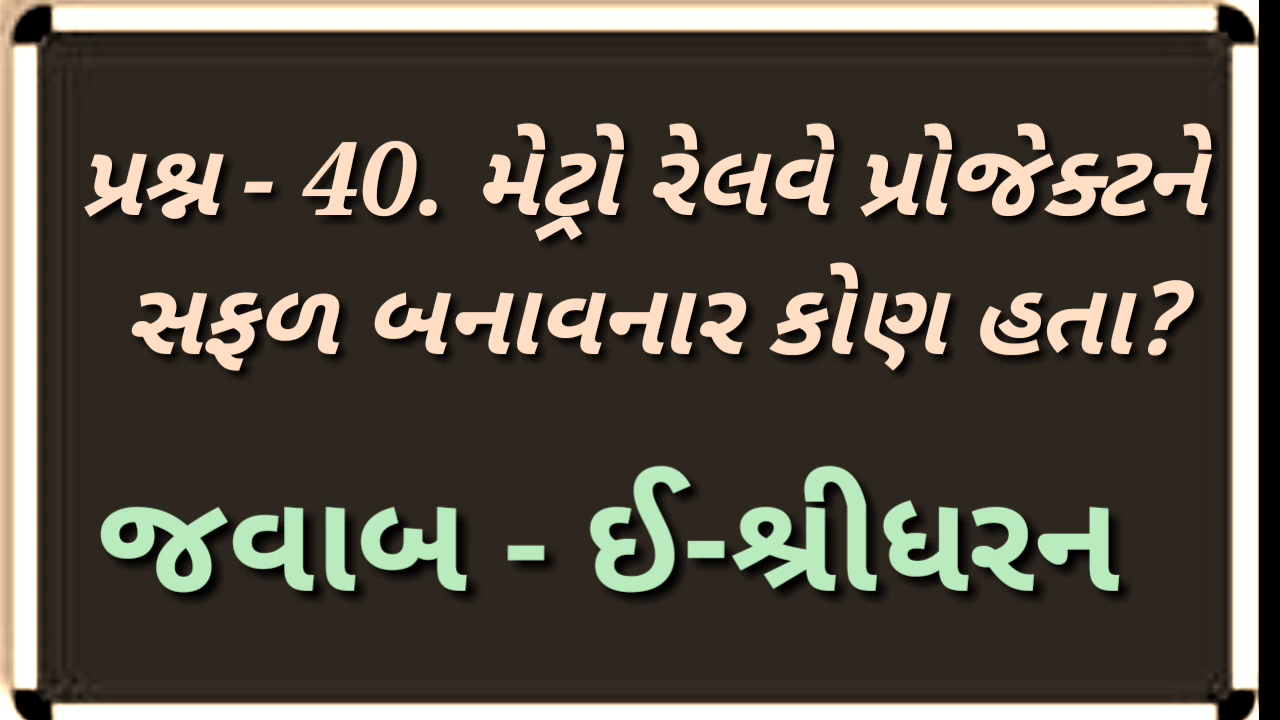 પ્રશ્ન - 40. મેટ્રો રેલવે પ્રોજેક્ટને
સફળ બનાવનાર કોણ હતા?
જવાબ - ઈ-શ્રીધરન